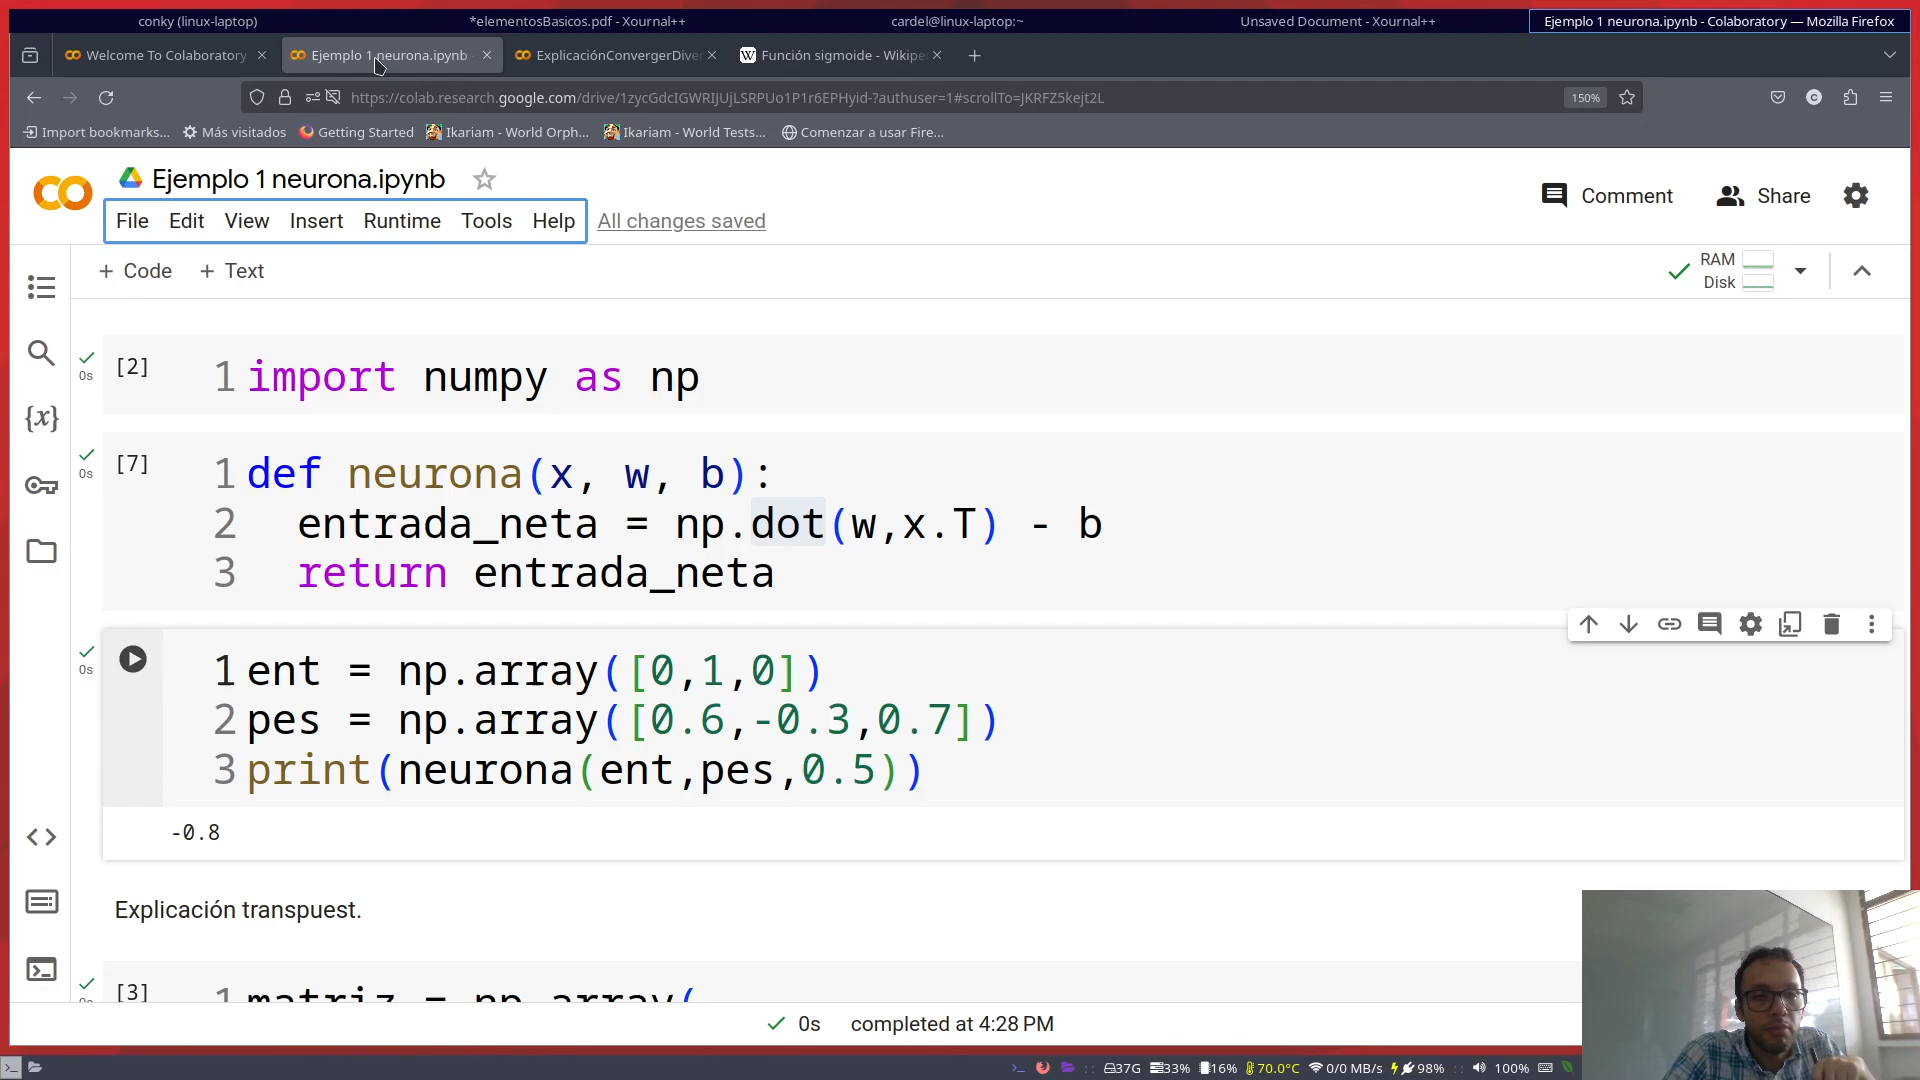 conky (linux-laptop) *elementosBasicos.pdf - Xournal++ cardel@linux-laptop:~ Unsaved Document - Xournal++ Ejemplo 1 neurona.ipynb - Colaboratory — Mozilla Firefox
Welcome To Colaboratory Ejemplo 1 neurona.ipynb - ExplicaciónConvergerDive Función sigmoide - Wikipe
https://colab.research.google.com/drive/1zycGdcIGWRIJUjLSRPUo1P1r6EPHyid-?authuser=1#scrollTo=JKRFZ5kejt2L 150%
Import bookmarks... Más visitados Getting Started Ikariam - World Orph... Ikariam - World Tests... Comenzar a usar Fire...
Ejemplo 1 neurona.ipynb
Comment Share
File Edit View Insert Runtime Tools Help All changes saved
+ Code + Text
RAM
Disk
[2] 1 import numpy as np
0s
[7] 1 def neurona(x, w, b):
0s
2 entrada_neta = np.dot(w,x.T) - b
3 return entrada_neta
1 ent = np.array([0,1,0])
0s
2 pes = np.array([0.6,-0.3,0.7])
3 print(neurona(ent,pes,0.5))
-0.8
Explicación transpuest.
[3] 1 matriz = np.array(
0s completed at 4:28 PM
37G 33% 16% 70.0°C 0/0 MB/s 98% 100%